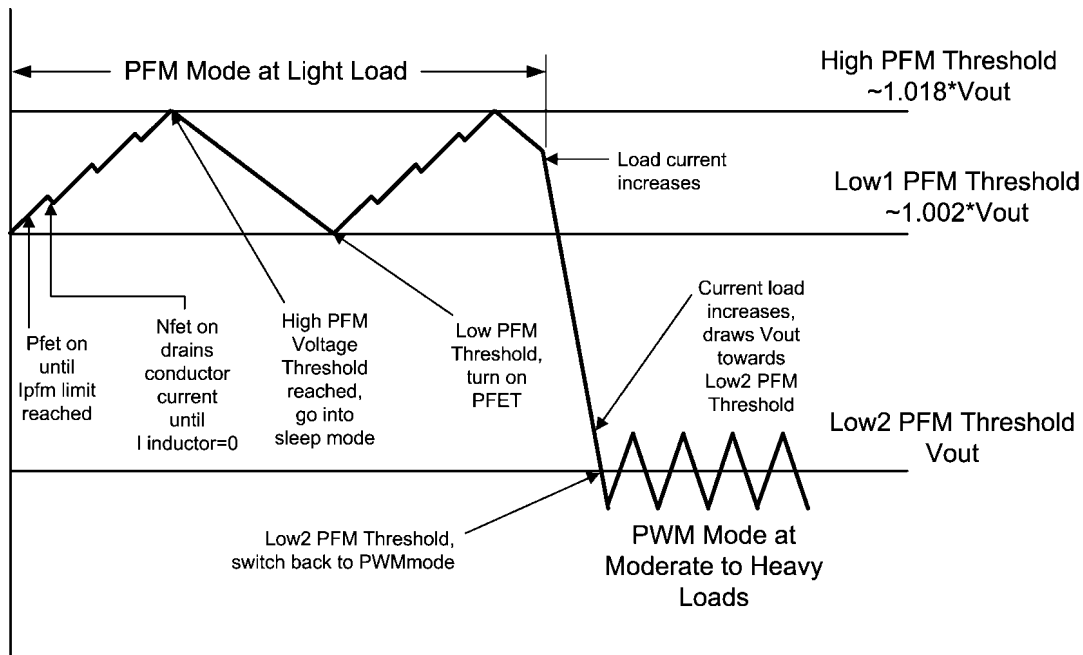 PFM Mode at Light Load
High PFM Threshold
~1.018*Vout
Load current
increases
Low1 PFM Threshold
~1.002*Vout
Pfet on
until
Ipfm limit
reached
Nfet on
drains
conductor
current
until
I inductor=0
High PFM
Voltage
Threshold
reached,
go into
sleep mode
Low PFM
Threshold,
turn on
PFET
Current load
increases,
draws Vout
towards
Low2 PFM
Threshold
Low2 PFM Threshold
Vout
Low2 PFM Threshold,
switch back to PWMmode
PWM Mode at
Moderate to Heavy
Loads